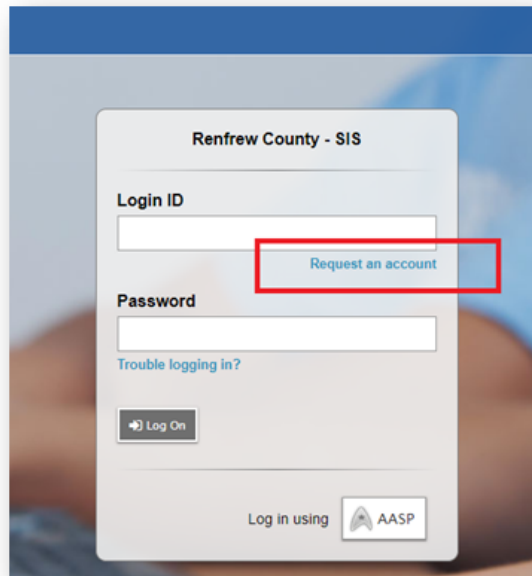 Renfrew County - SIS
Login ID
Request an account
Password
Trouble logging in?
Log On
Log in using AASP